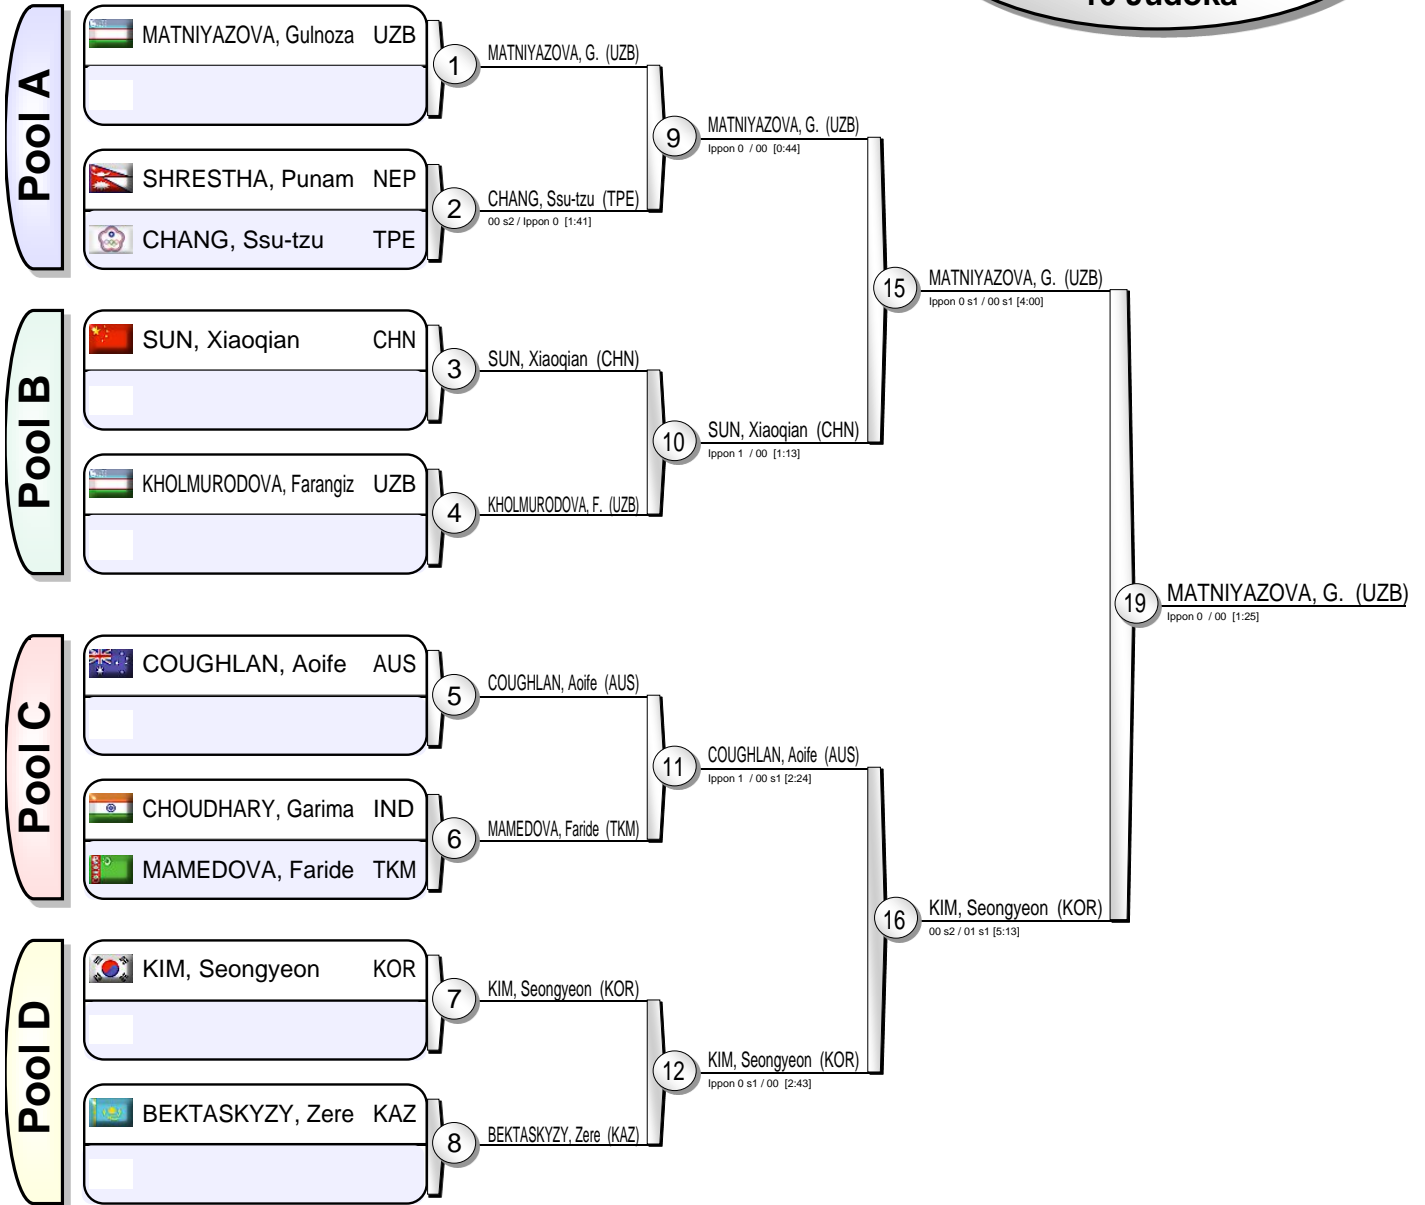 10 Judoka
Pool A
MATNIYAZOVA, Gulnoza UZB
1
MATNIYAZOVA, G. (UZB)
SHRESTHA, Punam NEP
CHANG, Ssu-tzu TPE
2
CHANG, Ssu-tzu (TPE)
00 s2 / Ippon 0 [1:41]
9
MATNIYAZOVA, G. (UZB)
Ippon 0 / 00 [0:44]
Pool B
SUN, Xiaoqian CHN
3
SUN, Xiaoqian (CHN)
KHOLMURODOVA, Farangiz UZB
4
KHOLMURODOVA, F. (UZB)
10
SUN, Xiaoqian (CHN)
Ippon 1 / 00 [1:13]
15
MATNIYAZOVA, G. (UZB)
Ippon 0 s1 / 00 s1 [4:00]
Pool C
COUGHLAN, Aoife AUS
5
COUGHLAN, Aoife (AUS)
CHOUDHARY, Garima IND
MAMEDOVA, Faride TKM
6
MAMEDOVA, Faride (TKM)
11
COUGHLAN, Aoife (AUS)
Ippon 1 / 00 s1 [2:24]
Pool D
KIM, Seongyeon KOR
7
KIM, Seongyeon (KOR)
BEKTASKYZY, Zere KAZ
8
BEKTASKYZY, Zere (KAZ)
12
KIM, Seongyeon (KOR)
Ippon 0 s1 / 00 [2:43]
16
KIM, Seongyeon (KOR)
00 s2 / 01 s1 [5:13]
19
MATNIYAZOVA, G. (UZB)
Ippon 0 / 00 [1:25]